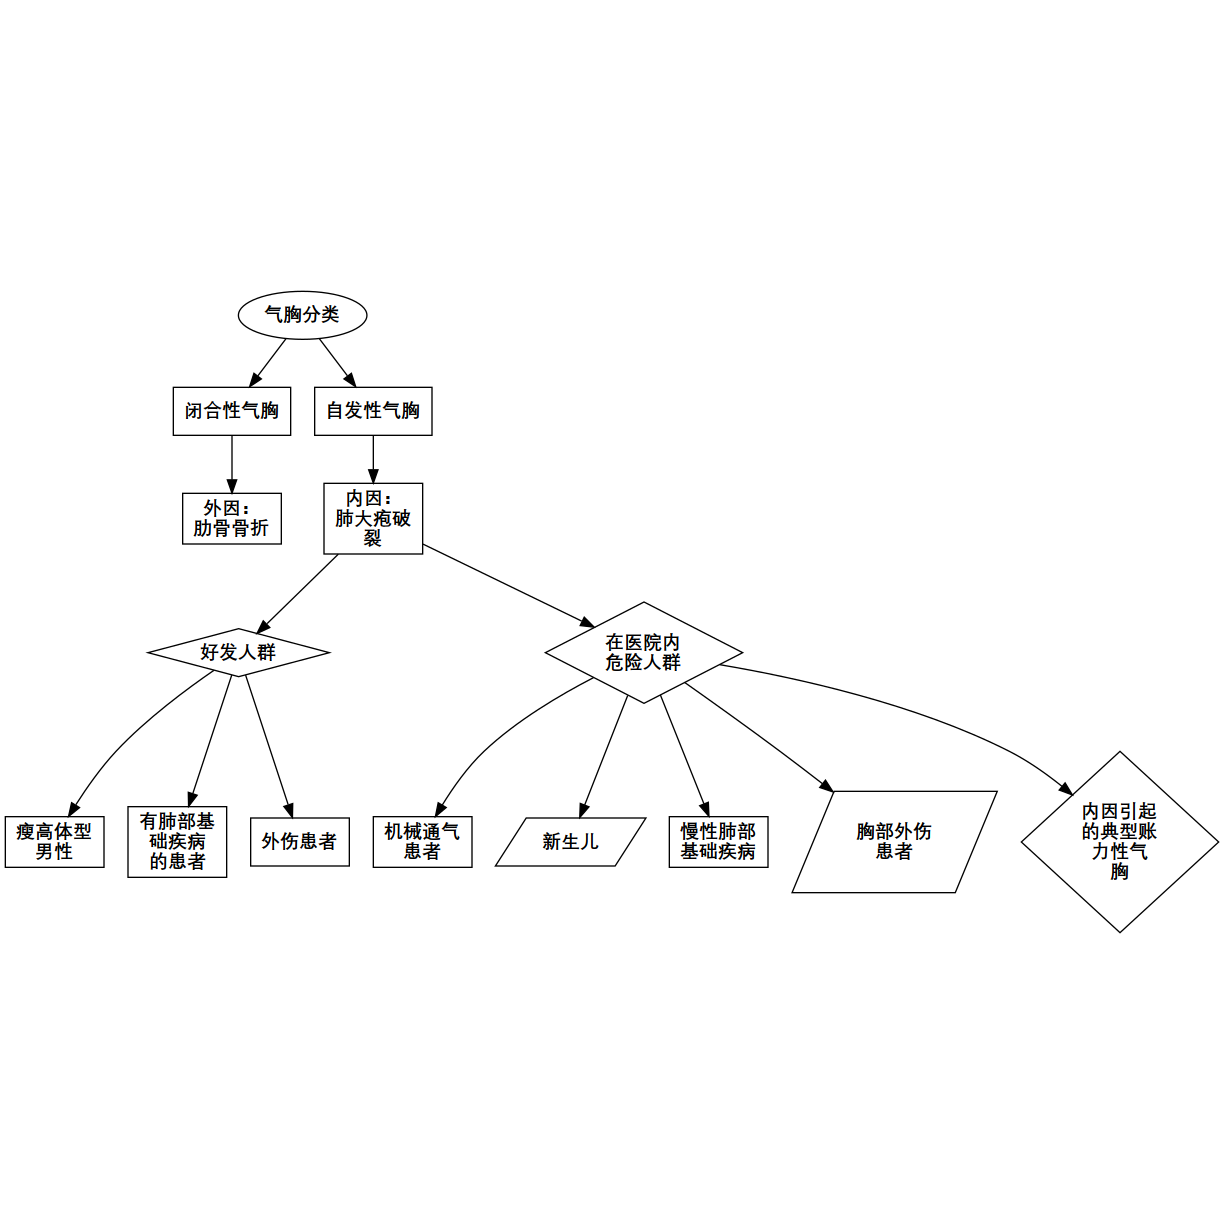 气胸分类
闭合性气胸
自发性气胸
外因：
肋骨骨折
内因：
肺大疱破
裂
好发人群
在医院内
危险人群
瘦高体型
男性
有肺部基
础疾病
的患者
外伤患者
机械通气
患者
新生儿
慢性肺部
基础疾病
胸部外伤
患者
内因引起
的典型账
力性气
胸